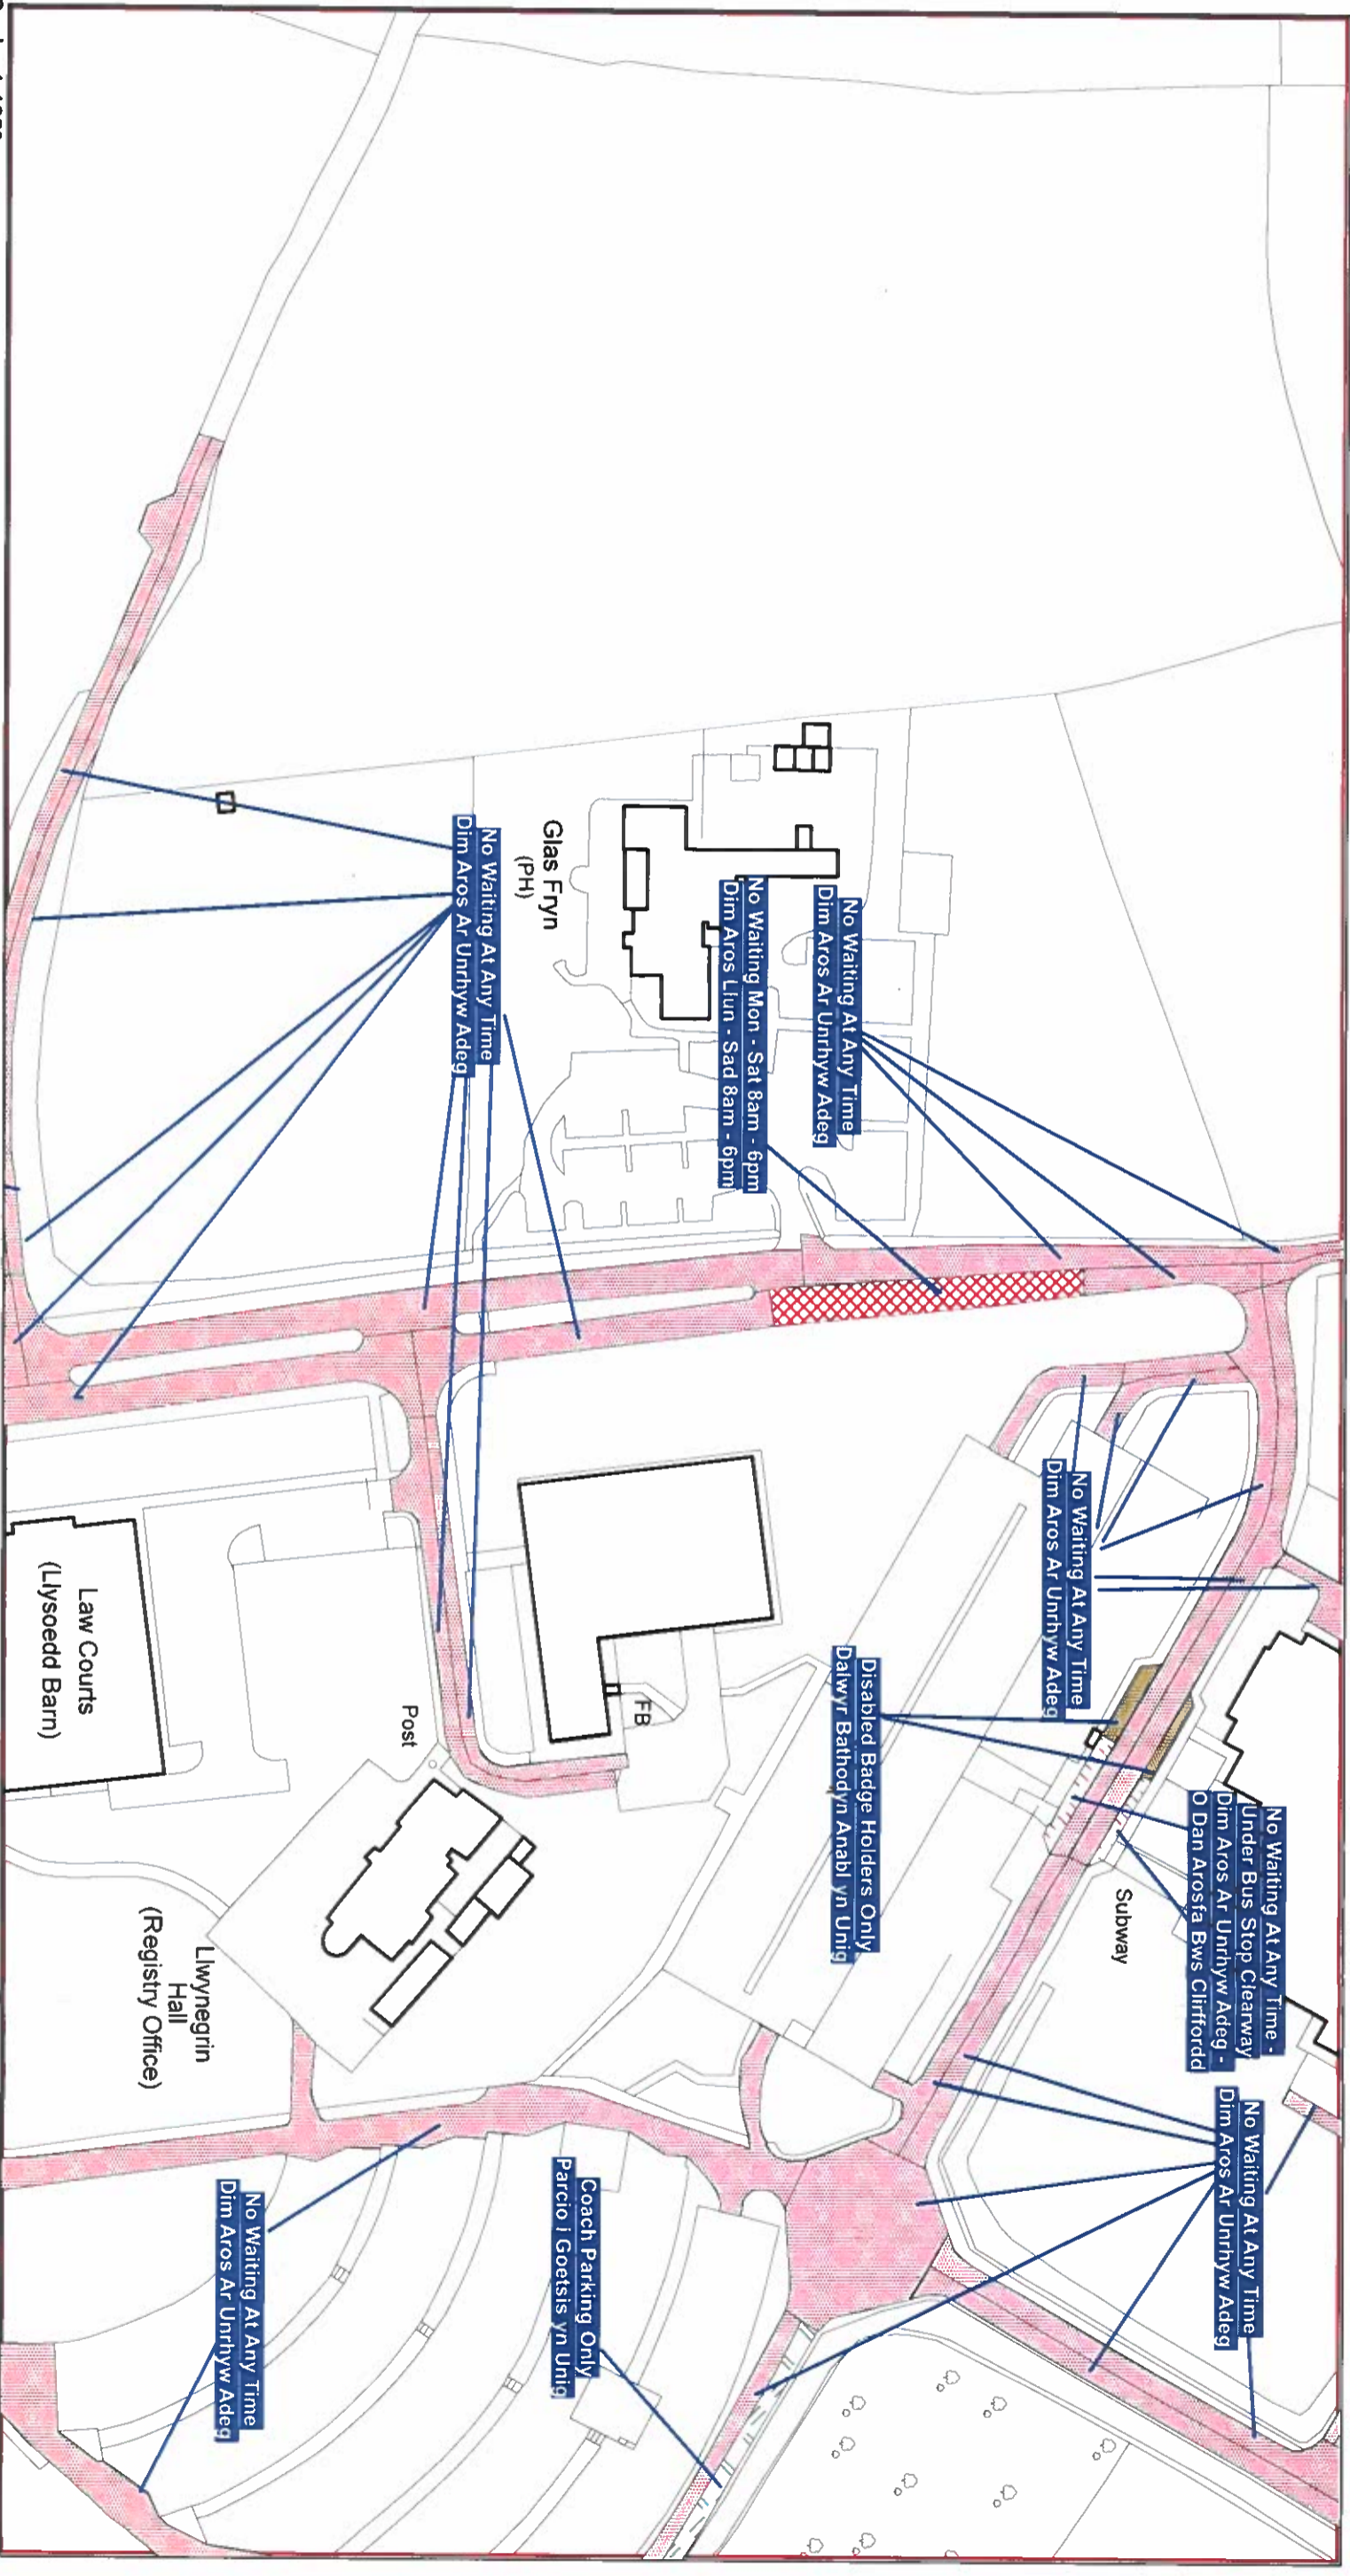 No Waiting At Any Time
Dim Aros Ar Unrhyw Adeg
No Waiting Mon - Sat 8am - 6pm
Dim Aros Llun - Sad 8am - 6pm
Glas Fryn
(PH)
No Waiting At Any Time
Dim Aros Ar Unrhyw Adeg
No Waiting At Any Time
Dim Aros Ar Unrhyw Adeg
Disabled Badge Holders Only
Dalwyr Bathodyn Anabl yn Unig
FB
Post
Law Courts
(Llysoedd Barn)
No Waiting At Any Time -
Under Bus Stop Clearway
Dim Aros Ar Unrhyw Adeg -
O Dan Arosfa Bws Clirffordd
Subway
Llwynegrin
Hall
(Registry Office)
No Waiting At Any Time
Dim Aros Ar Unrhyw Adeg
Coach Parking Only
Parcio i Goetsis yn Unig
No Waiting At Any Time
Dim Aros Ar Unrhyw Adeg